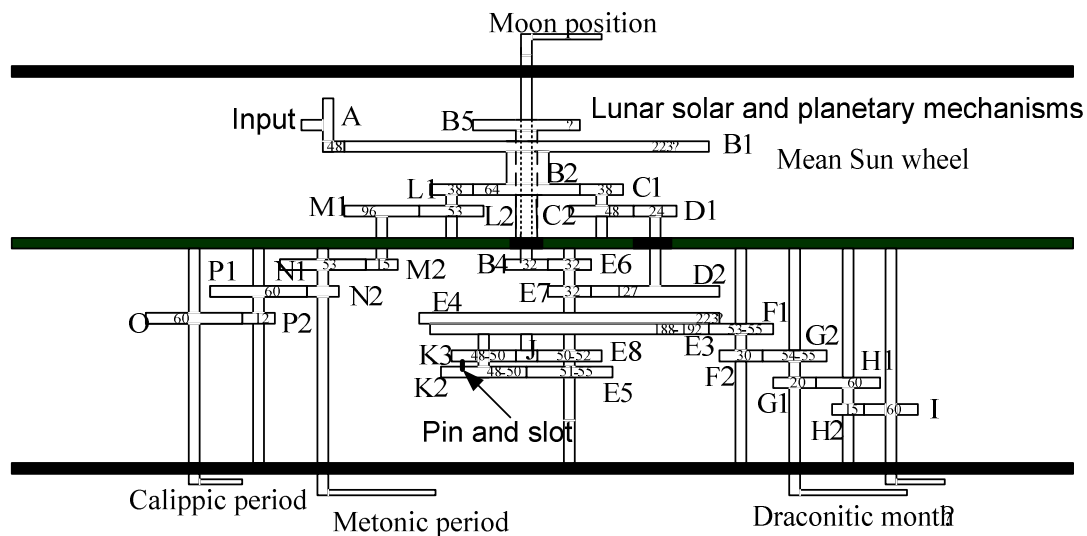 Moon position
Lunar solar and planetary mechanisms
Input
A
B5
?
48
223?
B1
Mean Sun wheel
B2
L1
38
64
38
C1
M1
96
53
L2
C2
48
24
D1
P1
N1
53
15
M2
B4
32
32
E6
60
N2
E7
32
127
D2
O
60
12
P2
E4
223?
188-192
E3
53-55
F1
K3
48-50
J
50-52
E8
F2
30
54-55
G2
K2
48-50
51-55
E5
G1
20
60
H1
H2
15
60
I
Pin and slot
Calippic period
Metonic period
Draconitic month?